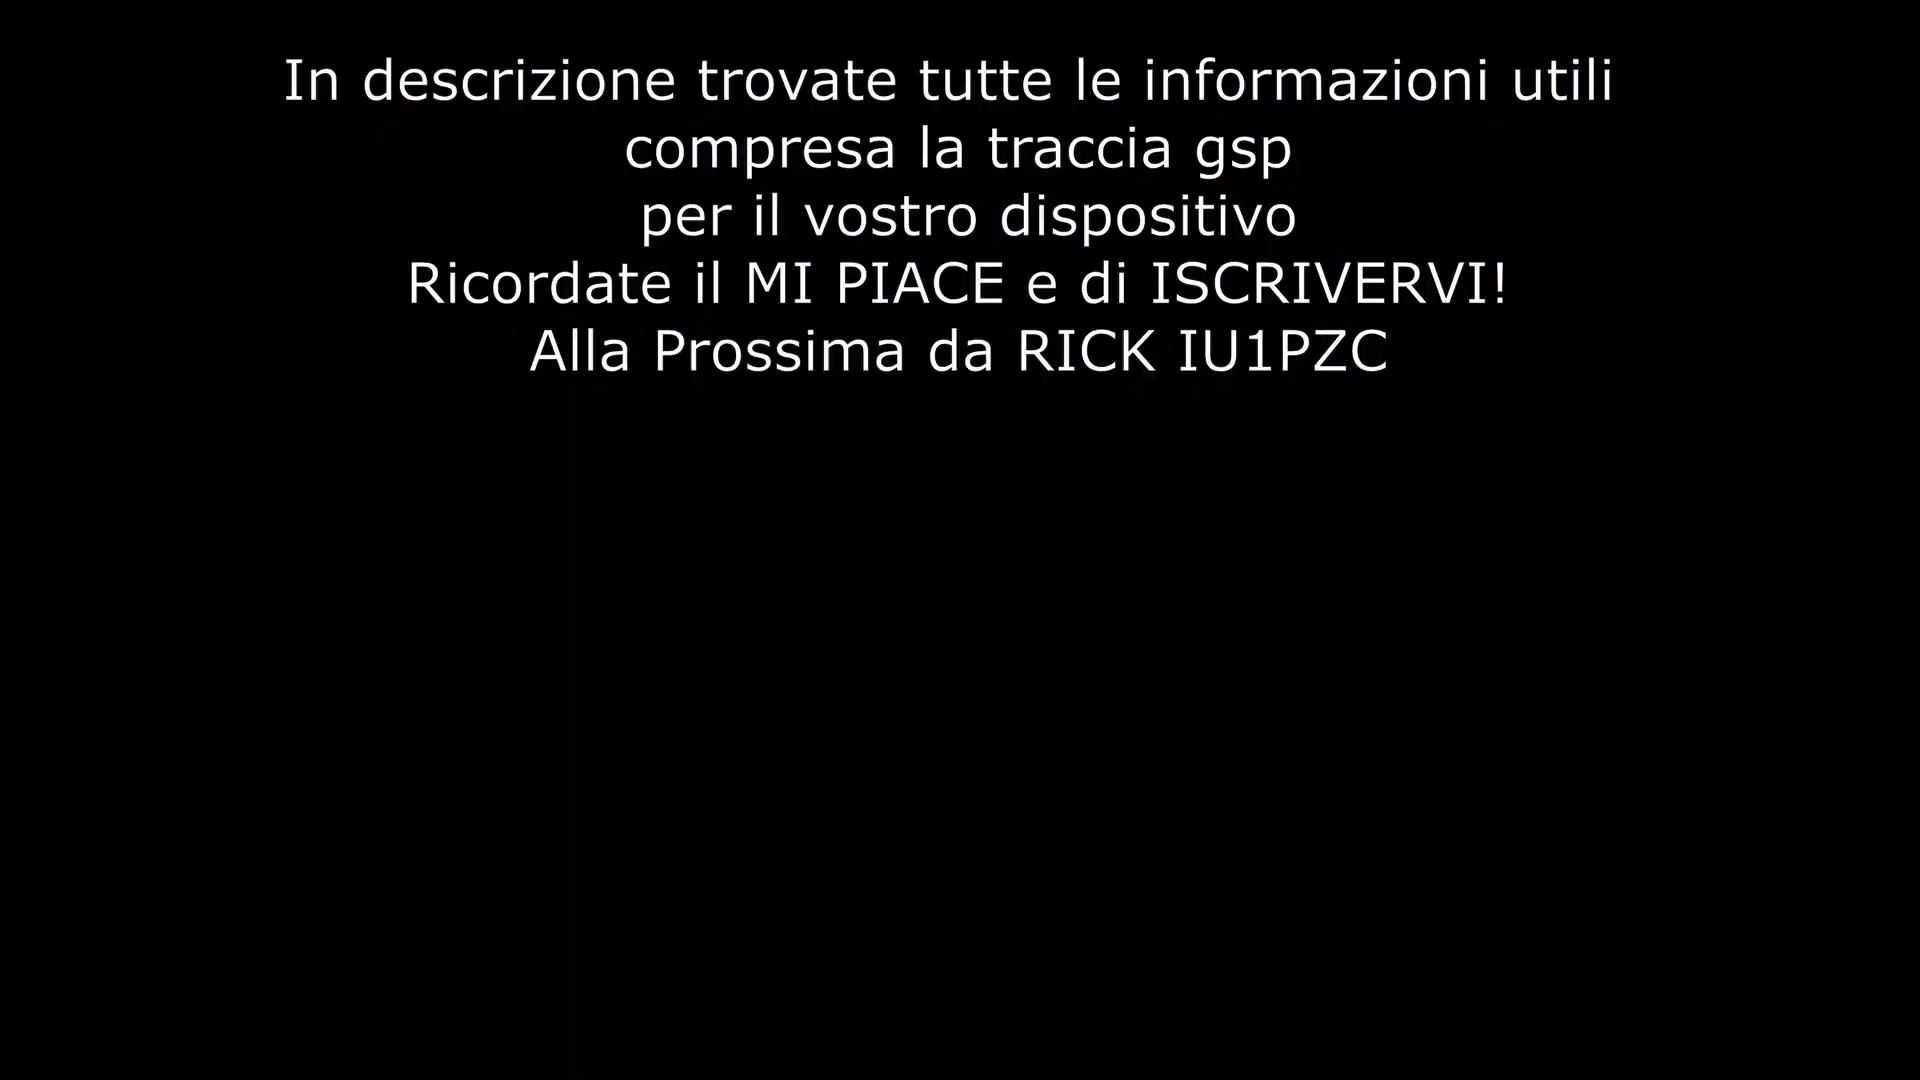 In descrizione trovate tutte le informazioni utili
compresa la traccia gsp
per il vostro dispositivo
Ricordate il MI PIACE e di ISCRIVERVI!
Alla Prossima da RICK IU1PZC